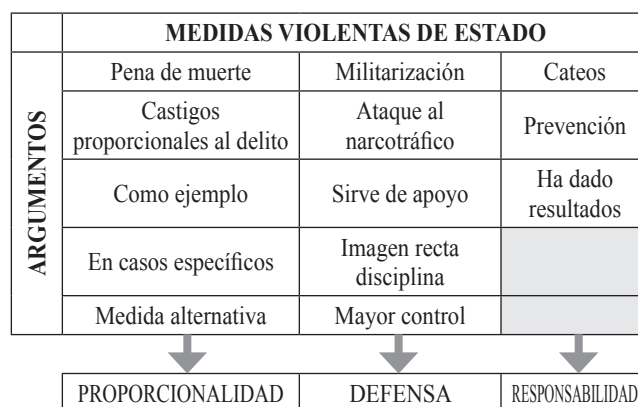 MEDIDAS VIOLENTAS DE ESTADO
ARGUMENTOS
Pena de muerte
Militarización
Cateos
Castigos
proporcionales al delito
Ataque al
narcotráfico
Prevención
Como ejemplo
Sirve de apoyo
Ha dado
resultados
En casos específicos
Imagen recta
disciplina
Medida alternativa
Mayor control
PROPORCIONALIDAD
DEFENSA
RESPONSABILIDAD